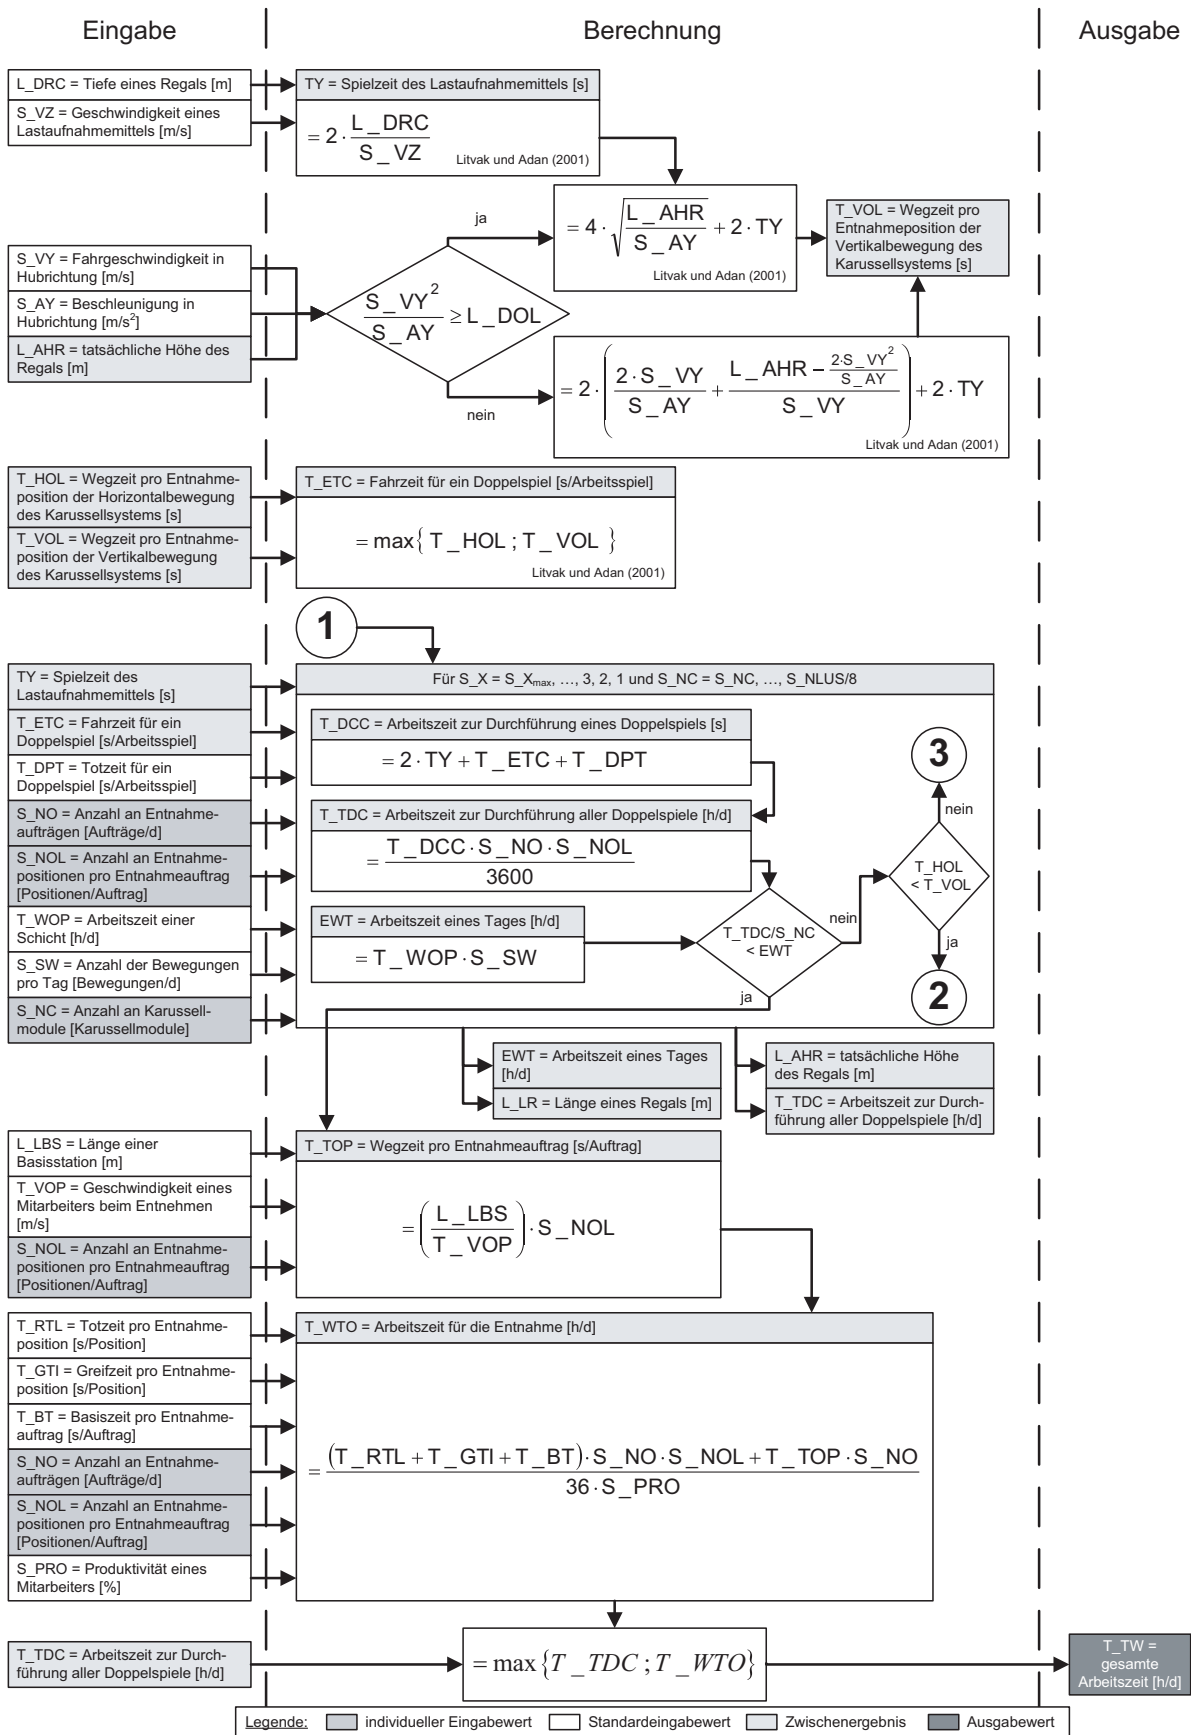 Eingabe
Berechnung
Ausgabe
L_DRC = Tiefe eines Regals [m]
S_VZ = Geschwindigkeit eines
Lastaufnahmemittels [m/s]
TY = Spielzeit des Lastaufnahmemittels [s]
= 2 · L_DRC / S_VZ
Litvak und Adan (2001)
ja
= 4 · √(L_AHR / S_AY) + 2 · TY
Litvak und Adan (2001)
T_VOL = Wegzeit pro
Entnahmeposition der
Vertikalbewegung des
Karussellsystems [s]
S_VY = Fahrgeschwindigkeit in
Hubrichtung [m/s]
S_AY = Beschleunigung in
Hubrichtung [m/s²]
L_AHR = tatsächliche Höhe des
Regals [m]
S_VY² / S_AY ≥ L_DOL
nein
= 2 · (2 · S_VY / S_AY + (L_AHR − 2·S_VY² / S_AY) / S_VY) + 2 · TY
Litvak und Adan (2001)
T_HOL = Wegzeit pro Entnahme-
position der Horizontalbewegung
des Karussellsystems [s]
T_VOL = Wegzeit pro Entnahme-
position der Vertikalbewegung
des Karussellsystems [s]
T_ETC = Fahrzeit für ein Doppelspiel [s/Arbeitsspiel]
= max{ T_HOL ; T_VOL }
Litvak und Adan (2001)
1
TY = Spielzeit des
Lastaufnahmemittels [s]
T_ETC = Fahrzeit für ein
Doppelspiel [s/Arbeitsspiel]
T_DPT = Totzeit für ein
Doppelspiel [s/Arbeitsspiel]
S_NO = Anzahl an Entnahme-
aufträgen [Aufträge/d]
S_NOL = Anzahl an Entnahme-
positionen pro Entnahmeauftrag
[Positionen/Auftrag]
T_WOP = Arbeitszeit einer
Schicht [h/d]
S_SW = Anzahl der Bewegungen
pro Tag [Bewegungen/d]
S_NC = Anzahl an Karussell-
module [Karussellmodule]
Für S_X = S_Xmax, …, 3, 2, 1 und S_NC = S_NC, …, S_NLUS/8
T_DCC = Arbeitszeit zur Durchführung eines Doppelspiels [s]
= 2 · TY + T_ETC + T_DPT
T_TDC = Arbeitszeit zur Durchführung aller Doppelspiele [h/d]
= T_DCC · S_NO · S_NOL / 3600
EWT = Arbeitszeit eines Tages [h/d]
= T_WOP · S_SW
T_TDC/S_NC
< EWT
nein
ja
3
nein
T_HOL
< T_VOL
ja
2
EWT = Arbeitszeit eines Tages
[h/d]
L_LR = Länge eines Regals [m]
L_AHR = tatsächliche Höhe
des Regals [m]
T_TDC = Arbeitszeit zur Durch-
führung aller Doppelspiele [h/d]
L_LBS = Länge einer
Basisstation [m]
T_VOP = Geschwindigkeit eines
Mitarbeiters beim Entnehmen
[m/s]
S_NOL = Anzahl an Entnahme-
positionen pro Entnahmeauftrag
[Positionen/Auftrag]
T_TOP = Wegzeit pro Entnahmeauftrag [s/Auftrag]
= (L_LBS / T_VOP) · S_NOL
T_RTL = Totzeit pro Entnahme-
position [s/Position]
T_GTI = Greifzeit pro Entnahme-
position [s/Position]
T_BT = Basiszeit pro Entnahme-
auftrag [s/Auftrag]
S_NO = Anzahl an Entnahme-
aufträgen [Aufträge/d]
S_NOL = Anzahl an Entnahme-
positionen pro Entnahmeauftrag
[Positionen/Auftrag]
S_PRO = Produktivität eines
Mitarbeiters [%]
T_WTO = Arbeitszeit für die Entnahme [h/d]
= ((T_RTL + T_GTI + T_BT) · S_NO · S_NOL + T_TOP · S_NO) / (36 · S_PRO)
T_TDC = Arbeitszeit zur Durch-
führung aller Doppelspiele [h/d]
= max {T_TDC ; T_WTO}
T_TW =
gesamte
Arbeitszeit [h/d]
Legende: individueller Eingabewert Standardeingabewert Zwischenergebnis Ausgabewert